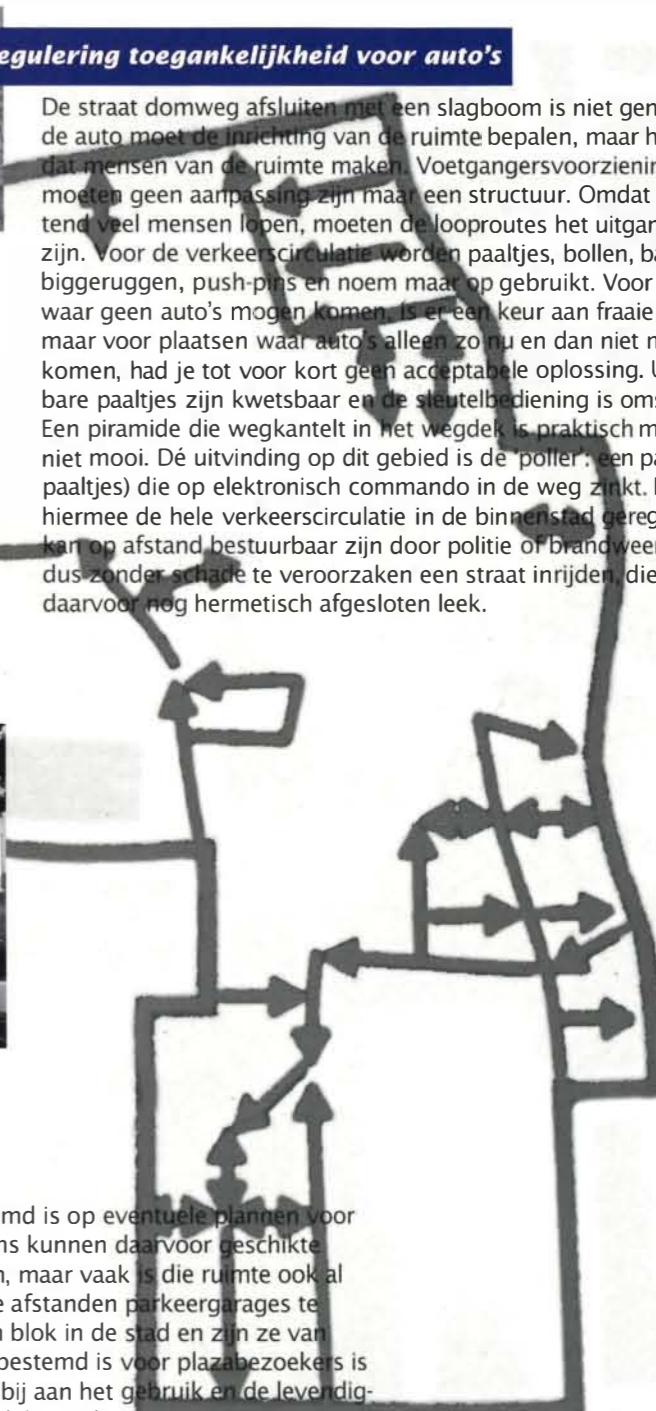 egulering toegankelijkheid voor auto's
De straat domweg afsluiten met een slagboom is niet gen
de auto moet de inrichting van de ruimte bepalen, maar h
dat mensen van de ruimte maken. Voetgangersvoorzienin
moeten geen aanpassing zijn maar een structuur. Omdat
tend veel mensen lopen, moeten de looproutes het uitgan
zijn. Voor de verkeerscirculatie worden paaltjes, bollen, ba
biggeruggen, push-pins en noem maar op gebruikt. Voor
waar geen auto's mogen komen, is er een keur aan fraaie
maar voor plaatsen waar auto's alleen zo nu en dan niet m
komen, had je tot voor kort geen acceptabele oplossing. U
bare paaltjes zijn kwetsbaar en de sleutelbediening is oms
Een piramide die wegkantelt in het wegdek is praktisch m
niet mooi. Dé uitvinding op dit gebied is de 'poller': een pa
paaltjes) die op elektronisch commando in de weg zinkt.
hiermee de hele verkeerscirculatie in de binnenstad gereg
kan op afstand bestuurbaar zijn door politie of brandweer
dus zonder schade te veroorzaken een straat inrijden, die
daarvoor nog hermetisch afgesloten leek.
md is op eventuele plannen voor
ns kunnen daarvoor geschikte
n, maar vaak is die ruimte ook al
e afstanden parkeergarages te
n blok in de stad en zijn ze van
bestemd is voor plazabezoekers is
bij aan het gebruik en de levendig-